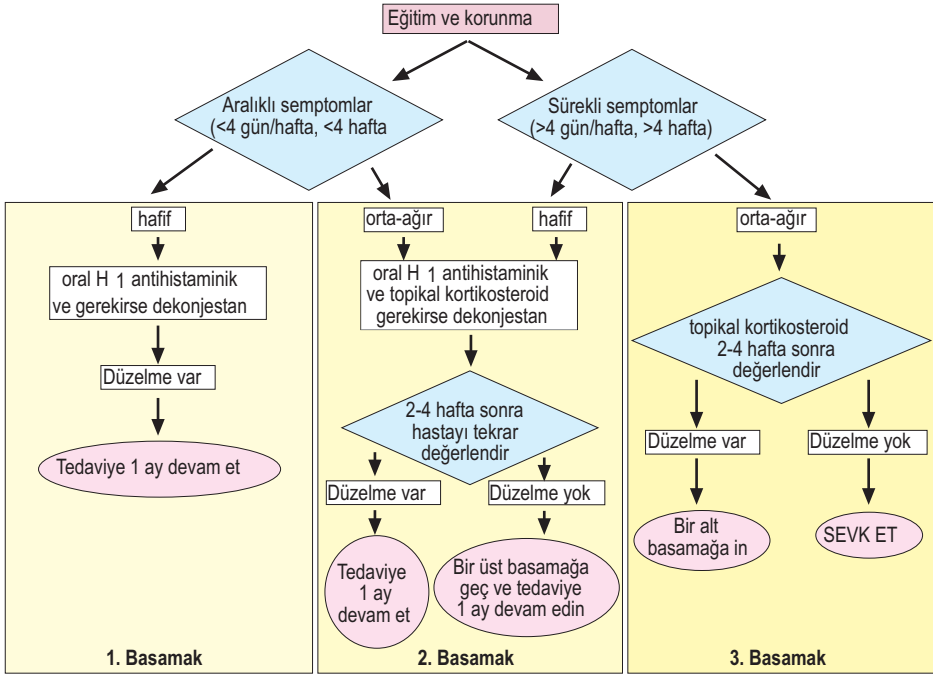 Eğitim ve korunma
Aralıklı semptomlar
(<4 gün/hafta, <4 hafta
Sürekli semptomlar
(>4 gün/hafta, >4 hafta)
hafif
oral H 1 antihistaminik
ve gerekirse dekonjestan
Düzelme var
Tedaviye 1 ay devam et
1. Basamak
orta-ağır
hafif
oral H 1 antihistaminik
ve topikal kortikosteroid
gerekirse dekonjestan
2-4 hafta sonra
hastayı tekrar
değerlendir
Düzelme var
Düzelme yok
Tedaviye
1 ay
devam et
Bir üst basamağa
geç ve tedaviye
1 ay devam edin
2. Basamak
orta-ağır
topikal kortikosteroid
2-4 hafta sonra
değerlendir
Düzelme var
Düzelme yok
Bir alt
basamağa in
SEVK ET
3. Basamak